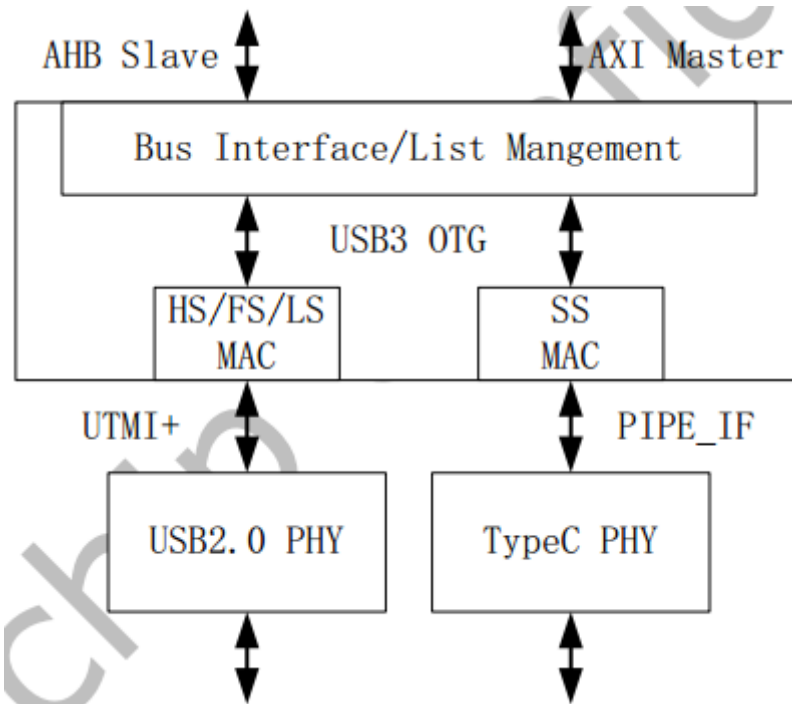 AHB Slave
AXI Master
Bus Interface/List Mangement
USB3 OTG
HS/FS/LS
MAC
SS
MAC
UTMI+
PIPE_IF
USB2.0 PHY
TypeC PHY